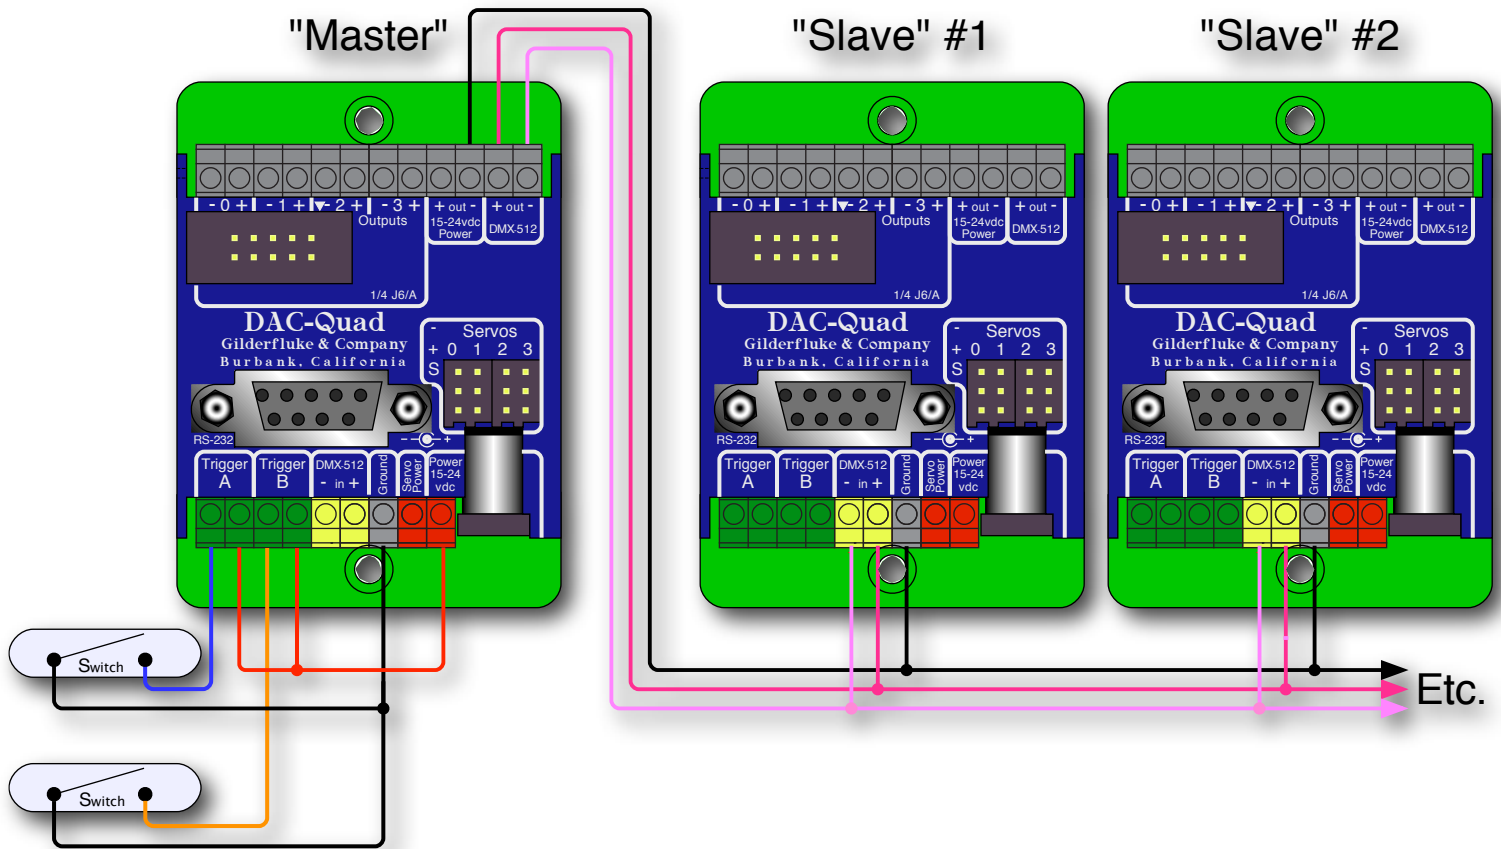 "Master"
- 0 +
- 1 +
- 2 +
- 3 +
+ out -
+ out -
Outputs
15-24vdc
Power
DMX-512
1/4 J6/A
DAC-Quad
Gilderfluke & Company
Burbank, California
-
Servos
+ 0 1 2 3
S
RS-232
- +
Trigger
A
Trigger
B
DMX-512
- in +
Ground
Servo
Power
Power
15-24
vdc
"Slave" #1
- 0 +
- 1 +
- 2 +
- 3 +
+ out -
+ out -
Outputs
15-24vdc
Power
DMX-512
1/4 J6/A
DAC-Quad
Gilderfluke & Company
Burbank, California
-
Servos
+ 0 1 2 3
S
RS-232
- +
Trigger
A
Trigger
B
DMX-512
- in +
Ground
Servo
Power
Power
15-24
vdc
"Slave" #2
- 0 +
- 1 +
- 2 +
- 3 +
+ out -
+ out -
Outputs
15-24vdc
Power
DMX-512
1/4 J6/A
DAC-Quad
Gilderfluke & Company
Burbank, California
-
Servos
+ 0 1 2 3
S
RS-232
- +
Trigger
A
Trigger
B
DMX-512
- in +
Ground
Servo
Power
Power
15-24
vdc
Switch
Switch
Etc.